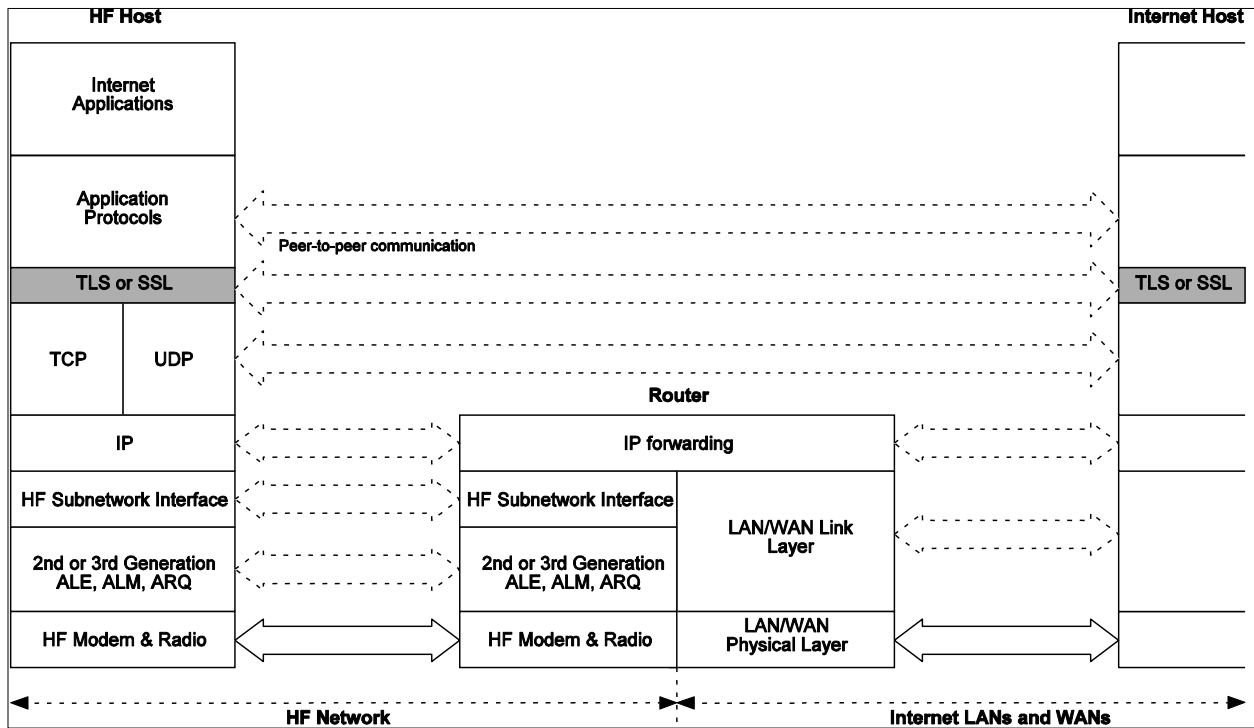 HF Host
Internet Host
Internet
Applications
Application
Protocols
Peer-to-peer communication
TLS or SSL
TLS or SSL
TCP
UDP
Router
IP
IP forwarding
HF Subnetwork Interface
HF Subnetwork Interface
LAN/WAN Link
Layer
2nd or 3rd Generation
ALE, ALM, ARQ
2nd or 3rd Generation
ALE, ALM, ARQ
HF Modem & Radio
HF Modem & Radio
LAN/WAN
Physical Layer
HF Network
Internet LANs and WANs